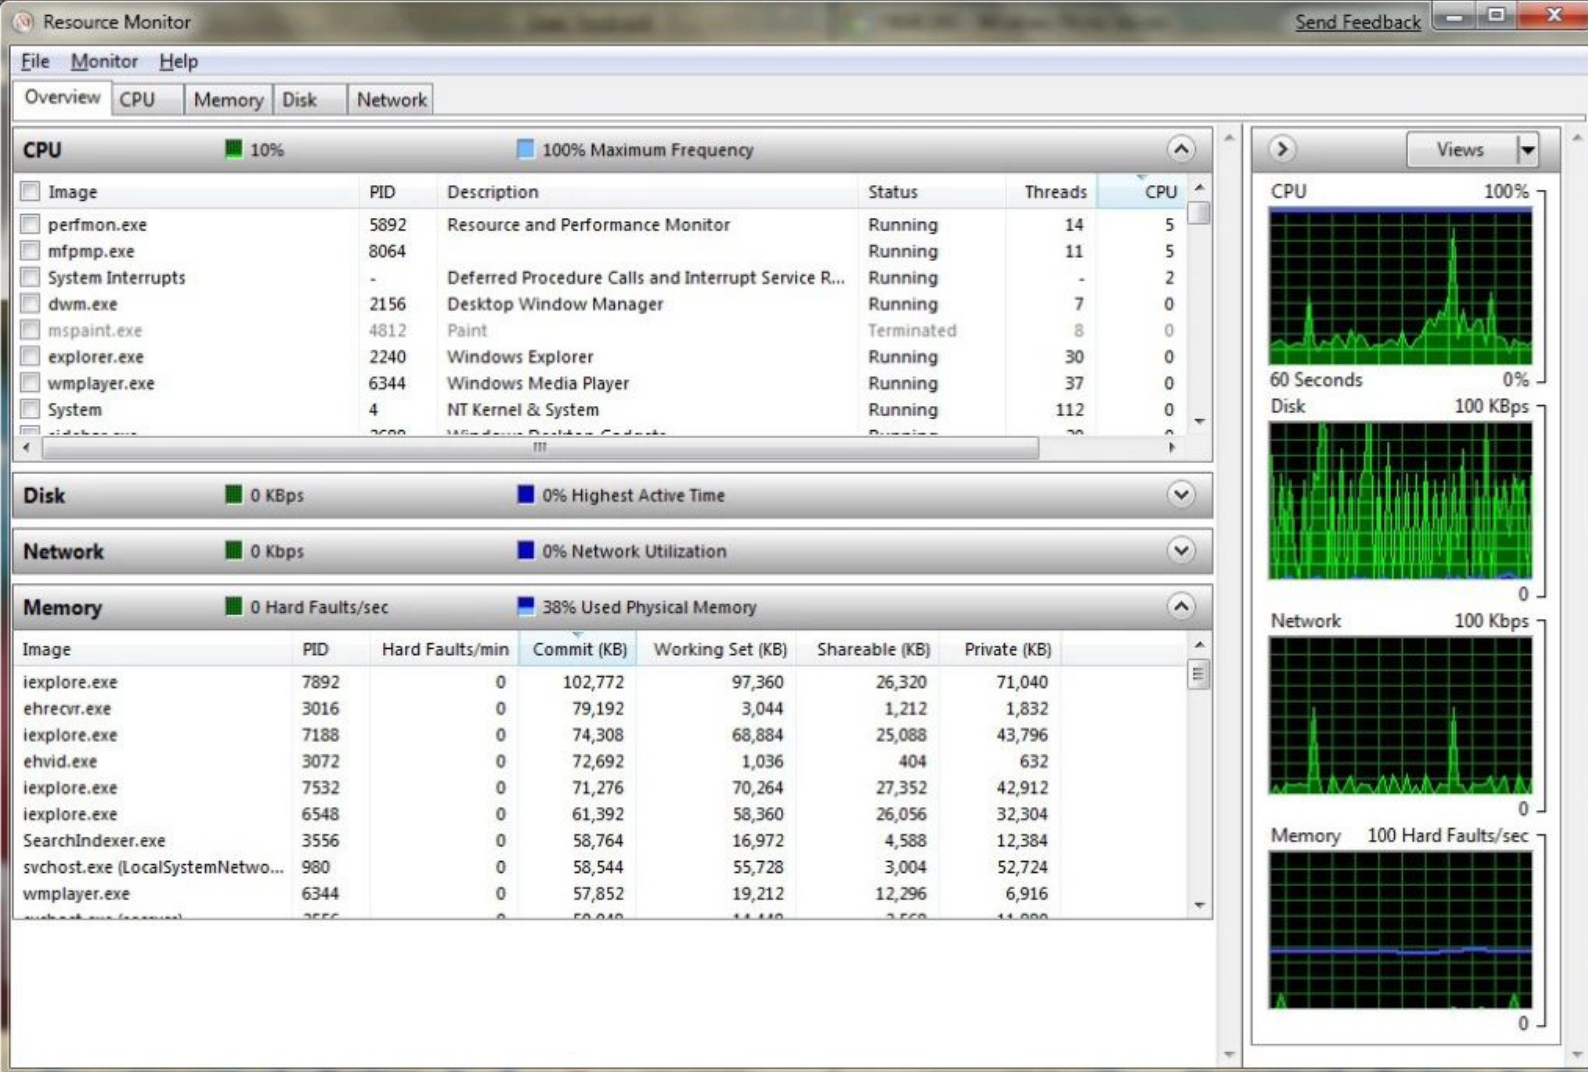 Resource Monitor
Send Feedback
File Monitor Help
Overview CPU Memory Disk Network
CPU 10% 100% Maximum Frequency
Image PID Description Status Threads CPU
perfmon.exe 5892 Resource and Performance Monitor Running 14 5
mfpmp.exe 8064 Running 11 5
System Interrupts - Deferred Procedure Calls and Interrupt Service R... Running - 2
dwm.exe 2156 Desktop Window Manager Running 7 0
mspaint.exe 4812 Paint Terminated 8 0
explorer.exe 2240 Windows Explorer Running 30 0
wmplayer.exe 6344 Windows Media Player Running 37 0
System 4 NT Kernel & System Running 112 0
Disk 0 KBps 0% Highest Active Time
Network 0 Kbps 0% Network Utilization
Memory 0 Hard Faults/sec 38% Used Physical Memory
Image PID Hard Faults/min Commit (KB) Working Set (KB) Shareable (KB) Private (KB)
iexplore.exe 7892 0 102,772 97,360 26,320 71,040
ehrecvr.exe 3016 0 79,192 3,044 1,212 1,832
iexplore.exe 7188 0 74,308 68,884 25,088 43,796
ehvid.exe 3072 0 72,692 1,036 404 632
iexplore.exe 7532 0 71,276 70,264 27,352 42,912
iexplore.exe 6548 0 61,392 58,360 26,056 32,304
SearchIndexer.exe 3556 0 58,764 16,972 4,588 12,384
svchost.exe (LocalSystemNetwo... 980 0 58,544 55,728 3,004 52,724
wmplayer.exe 6344 0 57,852 19,212 12,296 6,916
Views
CPU 100%
60 Seconds 0%
Disk 100 KBps
0
Network 100 Kbps
0
Memory 100 Hard Faults/sec
0